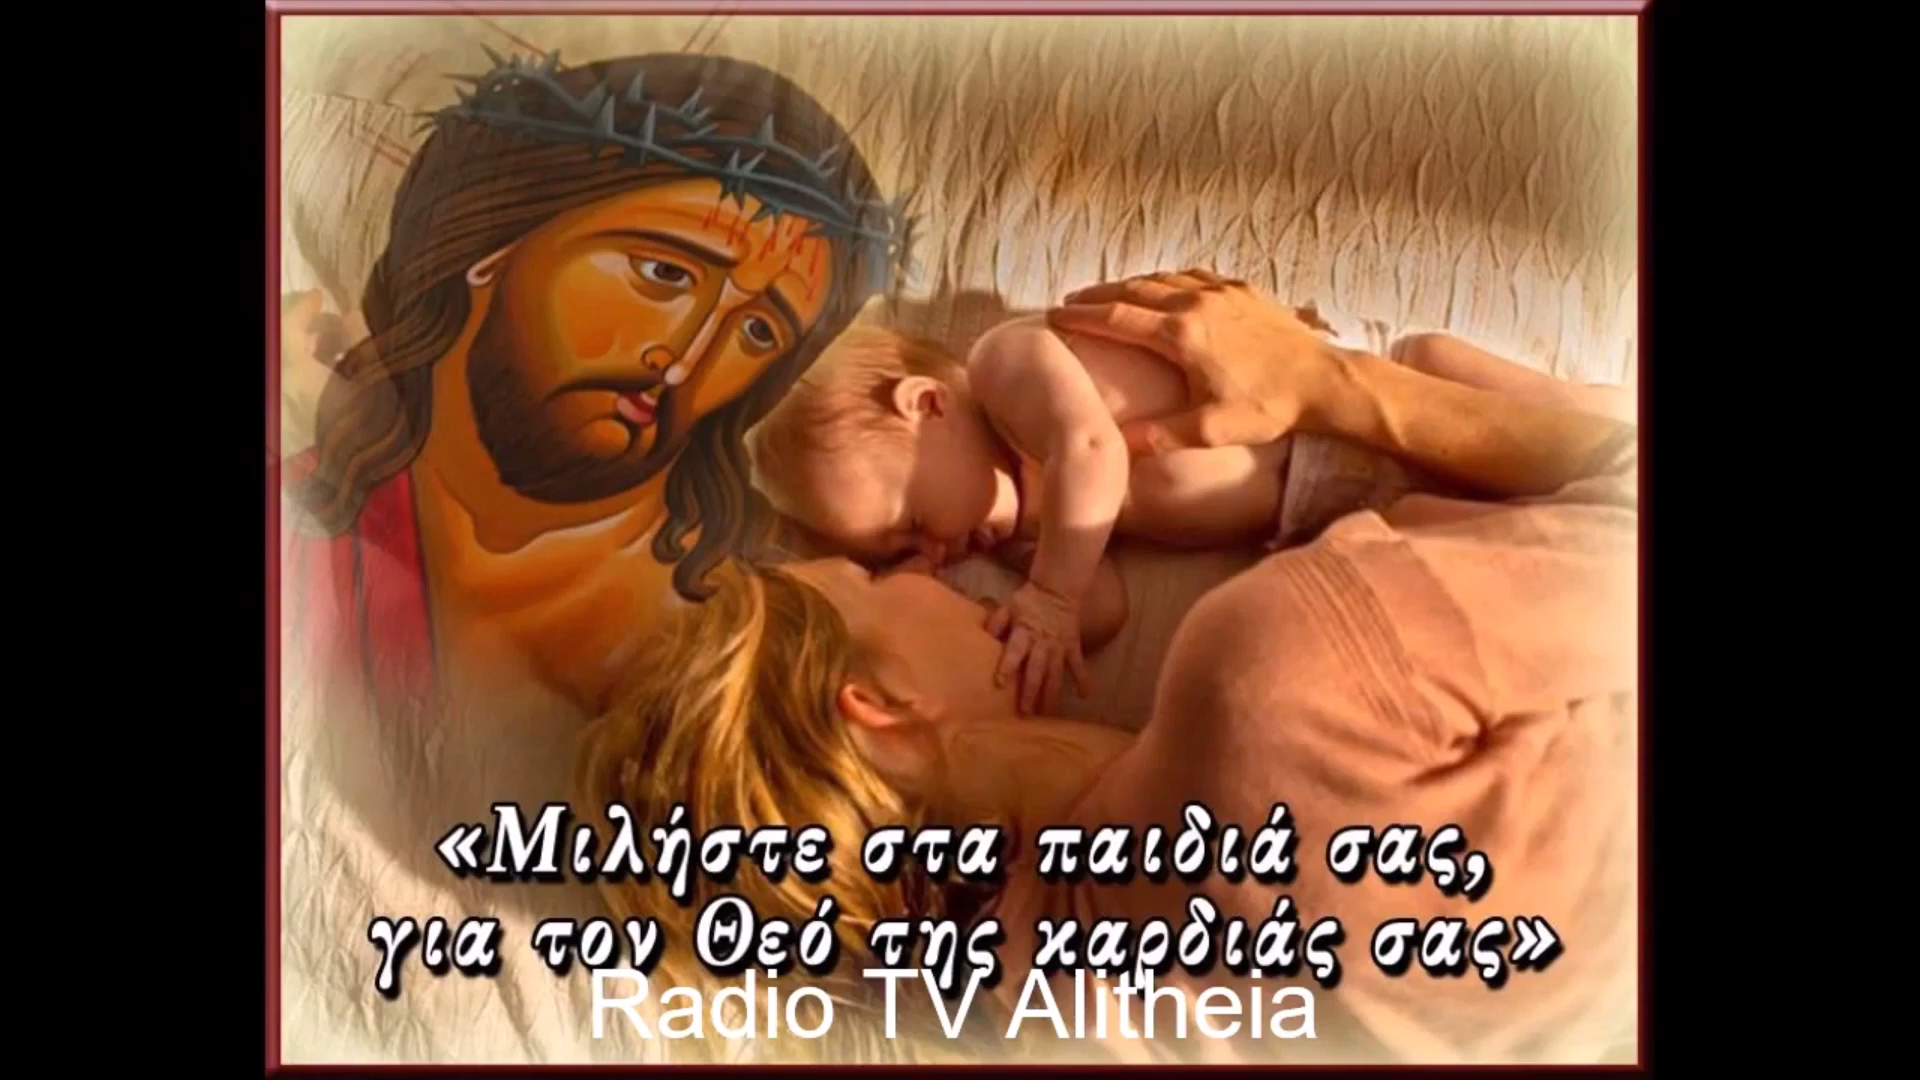 «Μιλήστε στα παιδιά σας,
για τον Θεό της καρδιάς σας»
Radio TV Alitheia